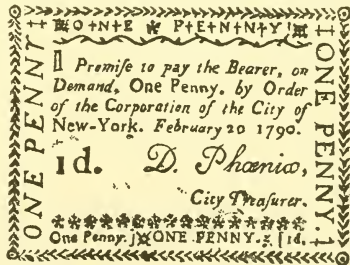 O†N†E P†E†N†N†Y!
ONE PENNY
I Promise to pay the Bearer, on
Demand, One Penny, by Order
of the Corporation of the City of
New-York. February 20 1790.
1d. D. Phœnix,
City Treasurer.
One Penny. ONE PENNY. 1d.
ONE PENNY.